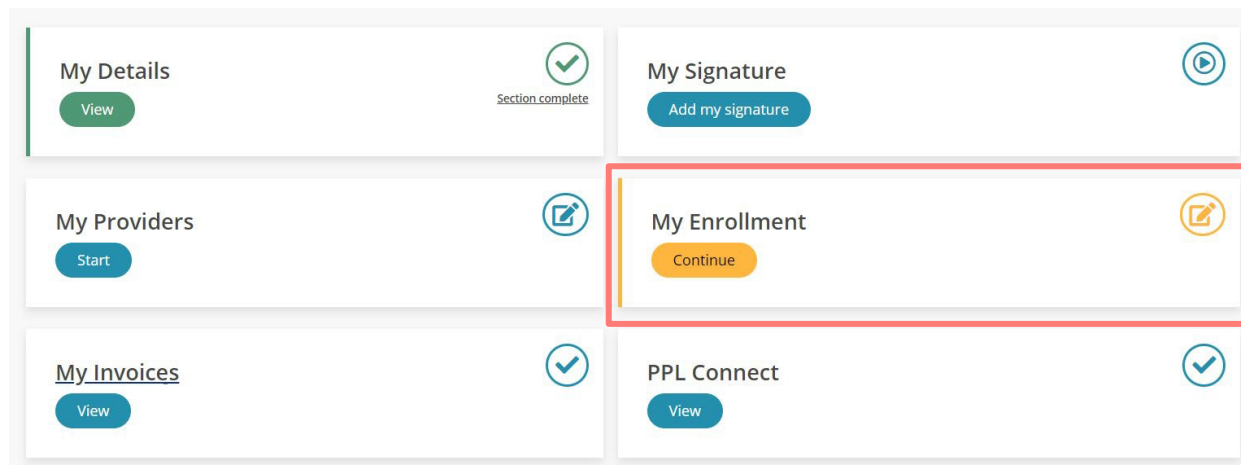 My Details
View
Section complete
My Signature
Add my signature
My Providers
Start
My Enrollment
Continue
My Invoices
View
PPL Connect
View